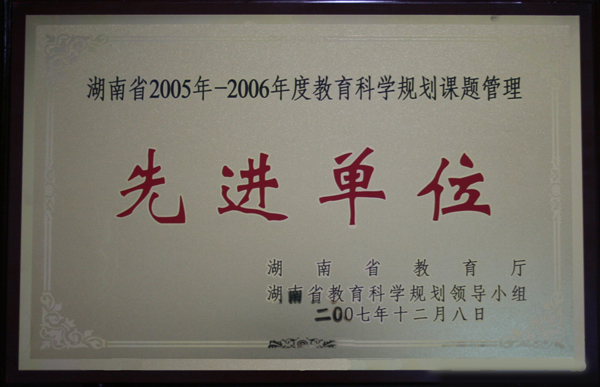 湖南省2005年-2006年度教育科学规划课题管理
先进单位
湖南省教育厅
湖南省教育科学规划领导小组
二00七年十二月八日